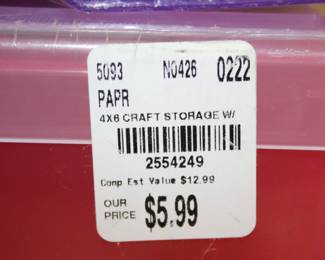 5093 N0426 0222
PAPR
4X6 CRAFT STORAGE W/
2554249
Comp Est Value $12.99
OUR
PRICE $5.99